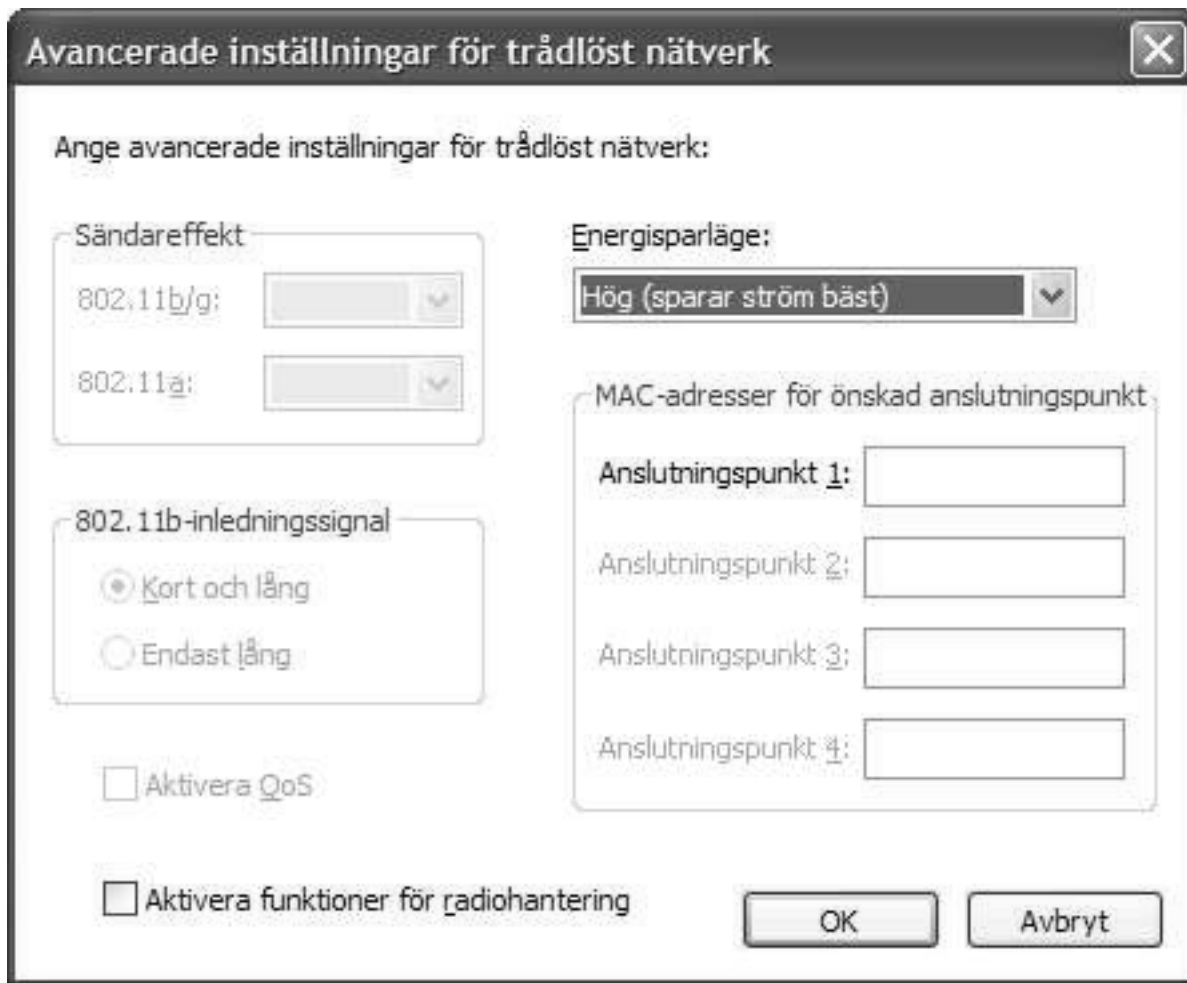 Avancerade inställningar för trådlöst nätverk
Ange avancerade inställningar för trådlöst nätverk:
Sändareffekt
802.11b/g:
802.11a:
802.11b-inledningssignal
Kort och lång
Endast lång
Aktivera QoS
Aktivera funktioner för radiohantering
Energisparläge:
Hög (sparar ström bäst)
MAC-adresser för önskad anslutningspunkt
Anslutningspunkt 1:
Anslutningspunkt 2:
Anslutningspunkt 3:
Anslutningspunkt 4:
OK
Avbryt